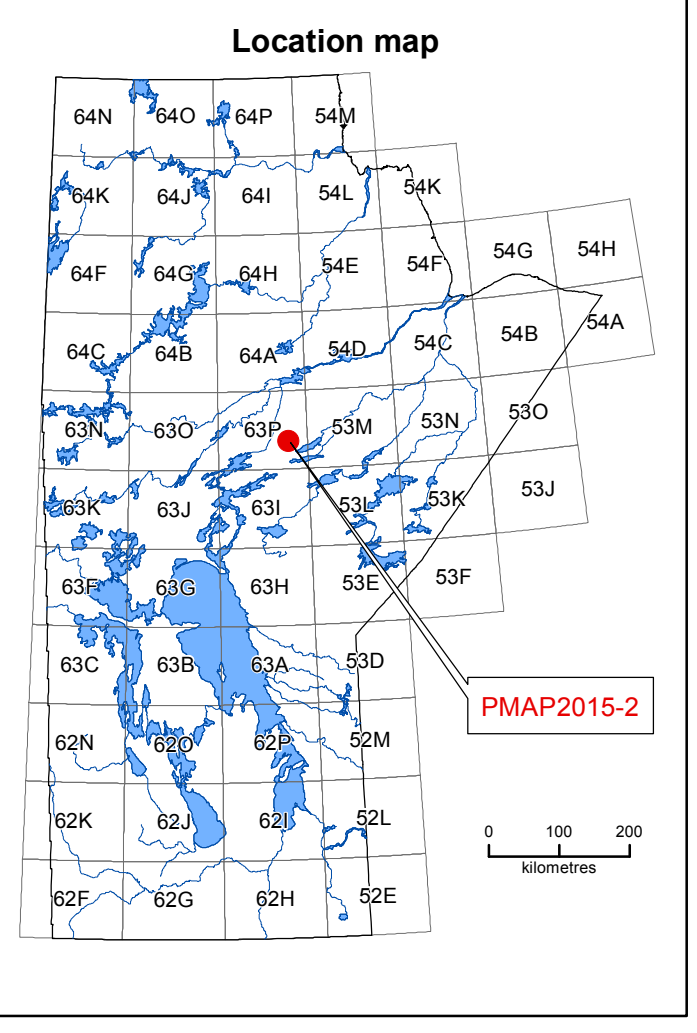 Location map
64N 64O 64P 54M
64K 64J 64I 54L 54K
64F 64G 64H 54E 54F 54G 54H
64C 64B 64A 54D 54C 54B 54A
63N 63O 63P 53M 53N 53O
63K 63J 63I 53L 53K 53J
63F 63G 63H 53E 53F
63C 63B 63A 53D
PMAP2015-2
62N 62O 62P 52M
62K 62J 62I 52L
0 100 200
kilometres
62F 62G 62H 52E